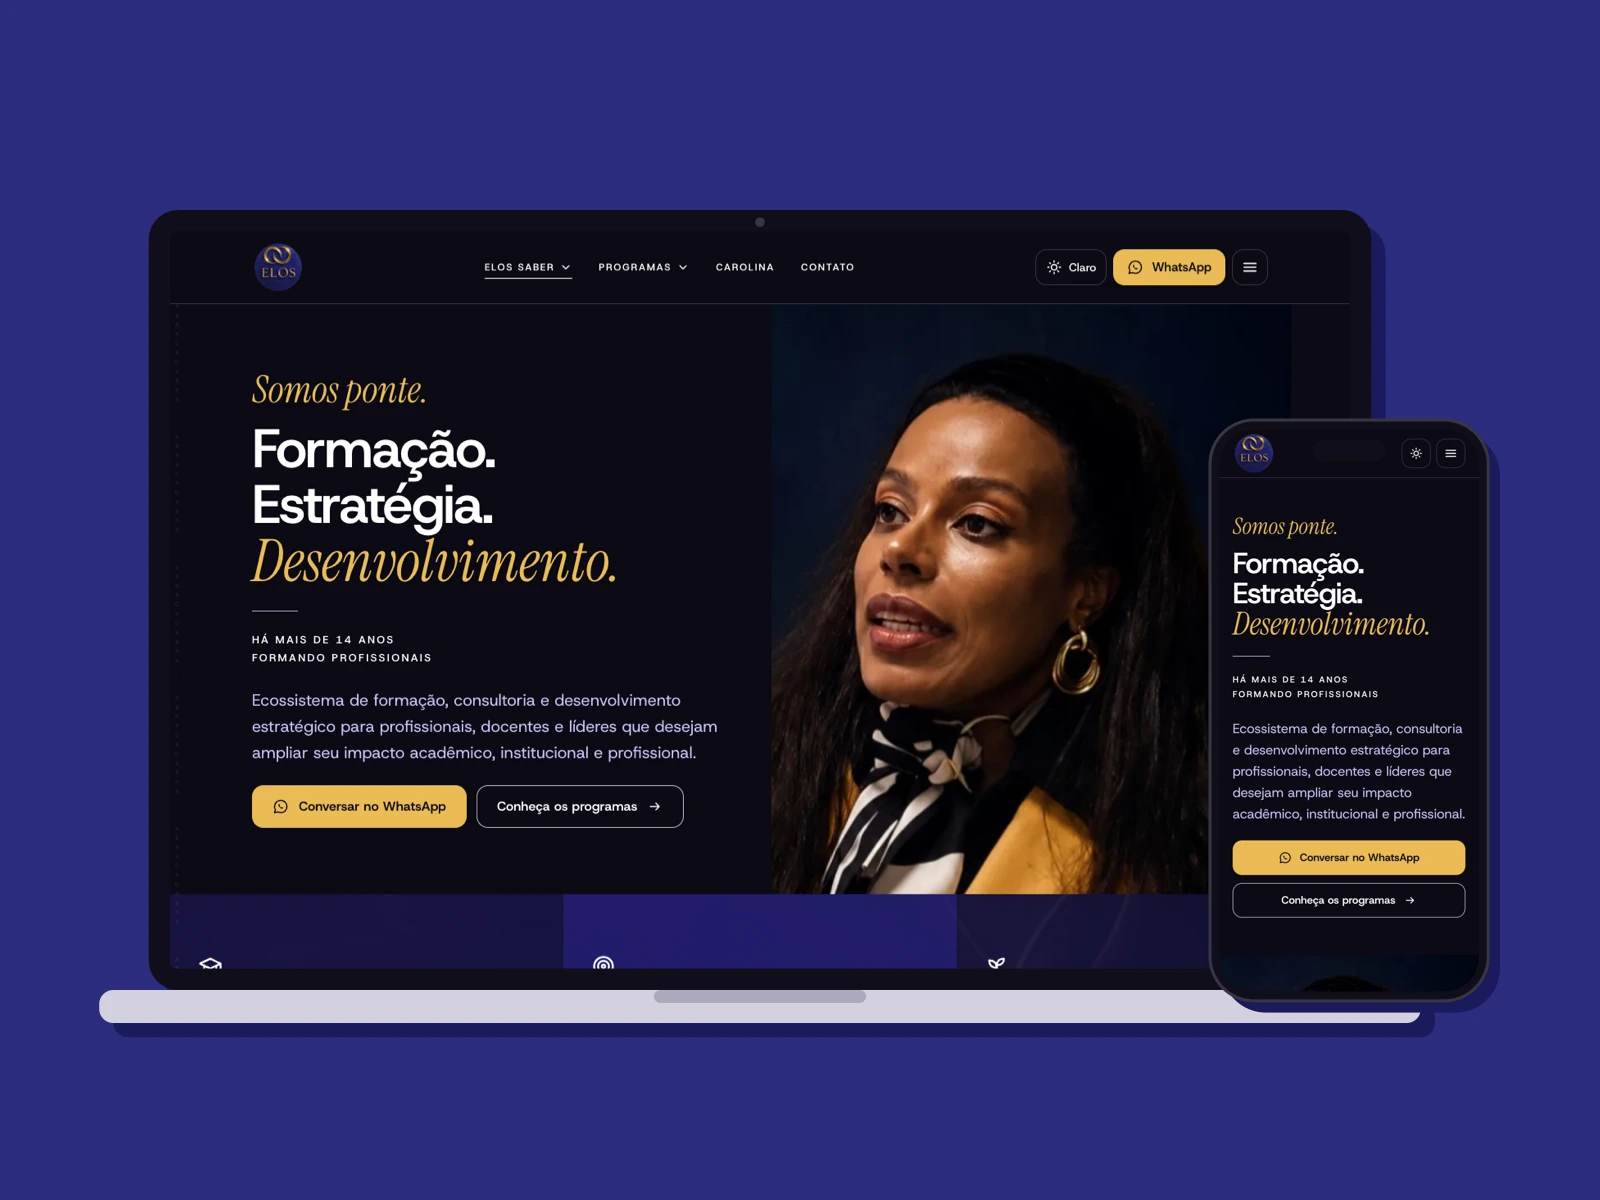 ELOS
ELOS SABER
PROGRAMAS
CAROLINA
CONTATO
Claro
WhatsApp
Somos ponte.
Formação.
Estratégia.
Desenvolvimento.
HÁ MAIS DE 14 ANOS
FORMANDO PROFISSIONAIS
Ecossistema de formação, consultoria e desenvolvimento
estratégico para profissionais, docentes e líderes que desejam
ampliar seu impacto acadêmico, institucional e profissional.
Conversar no WhatsApp
Conheça os programas
ELOS
Somos ponte.
Formação.
Estratégia.
Desenvolvimento.
HÁ MAIS DE 14 ANOS
FORMANDO PROFISSIONAIS
Ecossistema de formação, consultoria
e desenvolvimento estratégico para
profissionais, docentes e líderes que
desejam ampliar seu impacto
acadêmico, institucional e profissional.
Conversar no WhatsApp
Conheça os programas